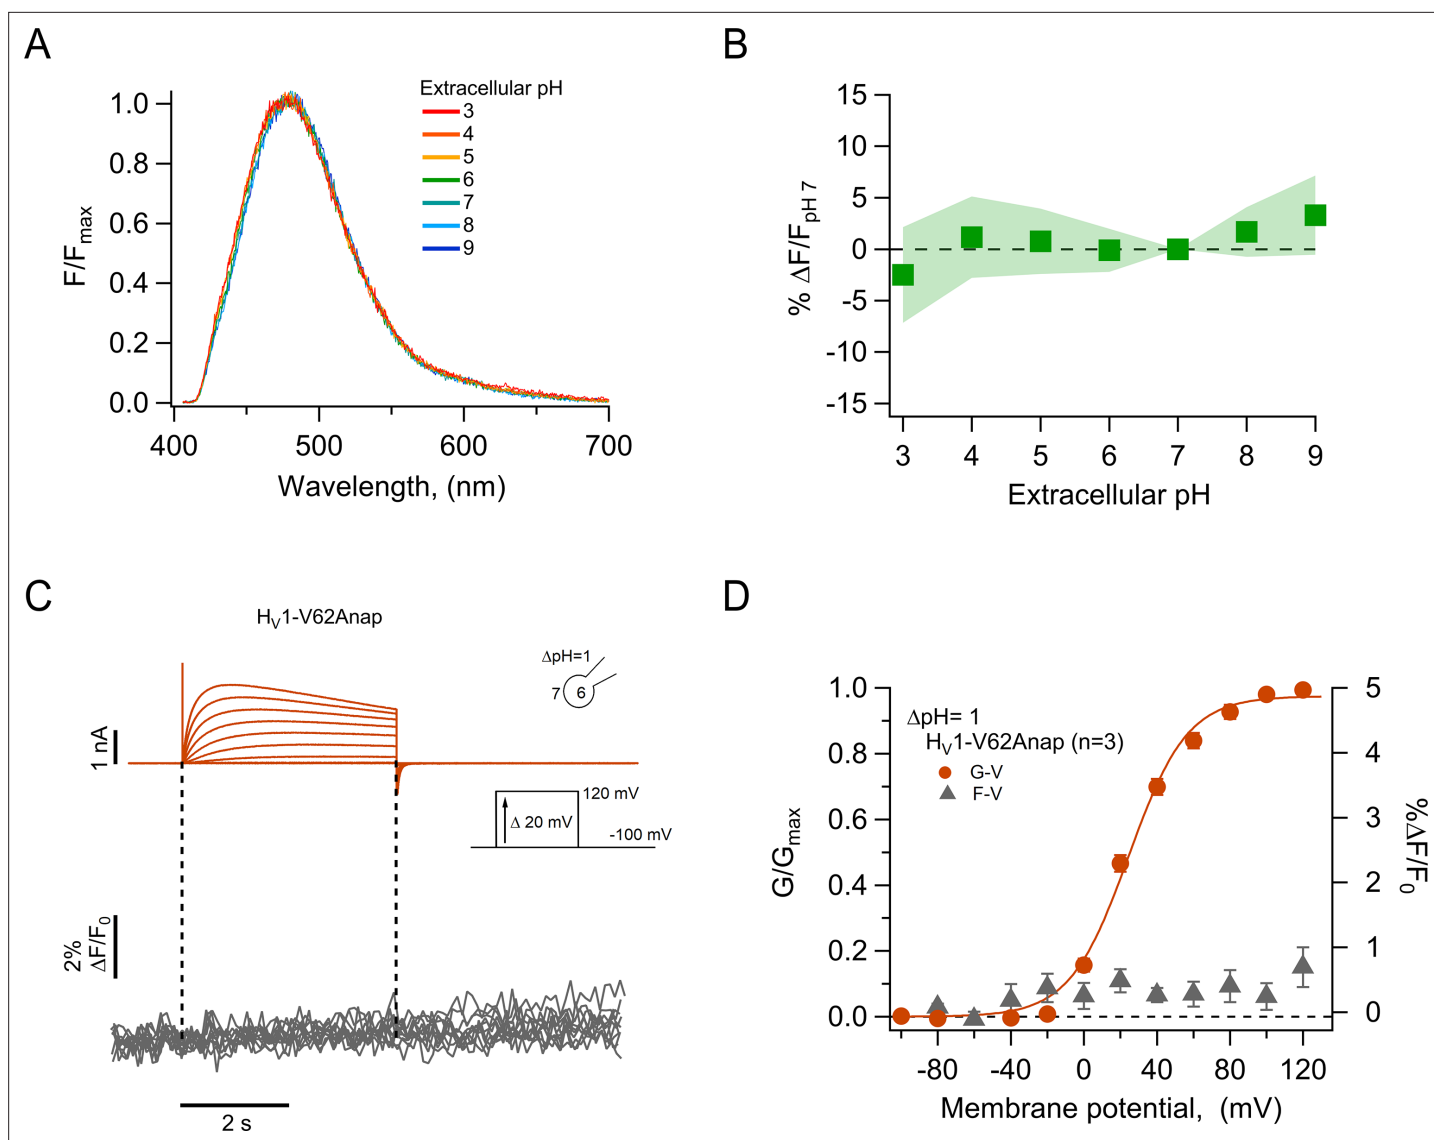 A
Extracellular pH
3
4
5
6
7
8
9
1.0
0.8
0.6
0.4
0.2
0.0
F/Fmax
400
500
600
700
Wavelength, (nm)
B
15
10
5
0
-5
-10
-15
% ΔF/FpH 7
3
4
5
6
7
8
9
Extracellular pH
C
HV1-V62Anap
ΔpH=1
7
6
1 nA
120 mV
Δ 20 mV
-100 mV
2%
ΔF/F0
2 s
D
1.0
0.8
0.6
0.4
0.2
0.0
G/Gmax
ΔpH= 1
HV1-V62Anap (n=3)
G-V
F-V
5
4
3
2
1
0
%ΔF/F0
-80
-40
0
40
80
120
Membrane potential, (mV)